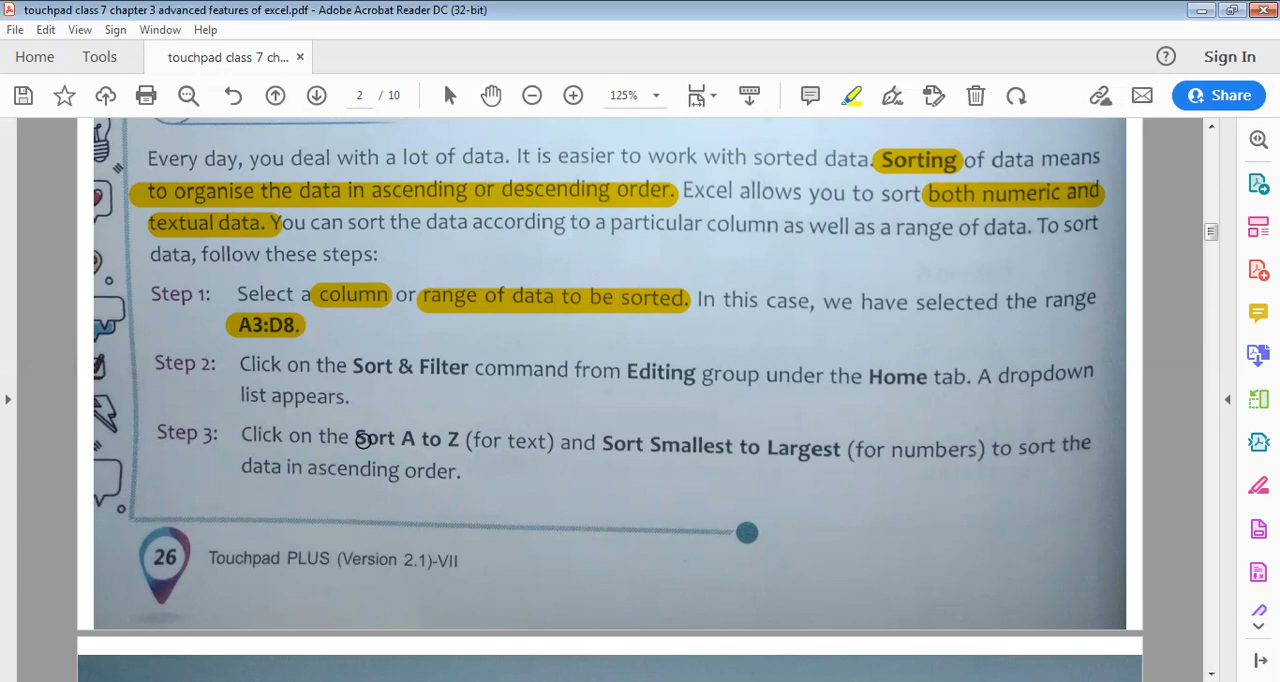 touchpad class 7 chapter 3 advanced features of excel.pdf - Adobe Acrobat Reader DC (32-bit)
File Edit View Sign Window Help
Home Tools touchpad class 7 ch... × Sign In
2 / 10 125% Share
Every day, you deal with a lot of data. It is easier to work with sorted data. Sorting of data means
to organise the data in ascending or descending order. Excel allows you to sort both numeric and
textual data. You can sort the data according to a particular column as well as a range of data. To sort
data, follow these steps:
Step 1: Select a column or range of data to be sorted. In this case, we have selected the range
A3:D8.
Step 2: Click on the Sort & Filter command from Editing group under the Home tab. A dropdown
list appears.
Step 3: Click on the Sort A to Z (for text) and Sort Smallest to Largest (for numbers) to sort the
data in ascending order.
26 Touchpad PLUS (Version 2.1)-VII